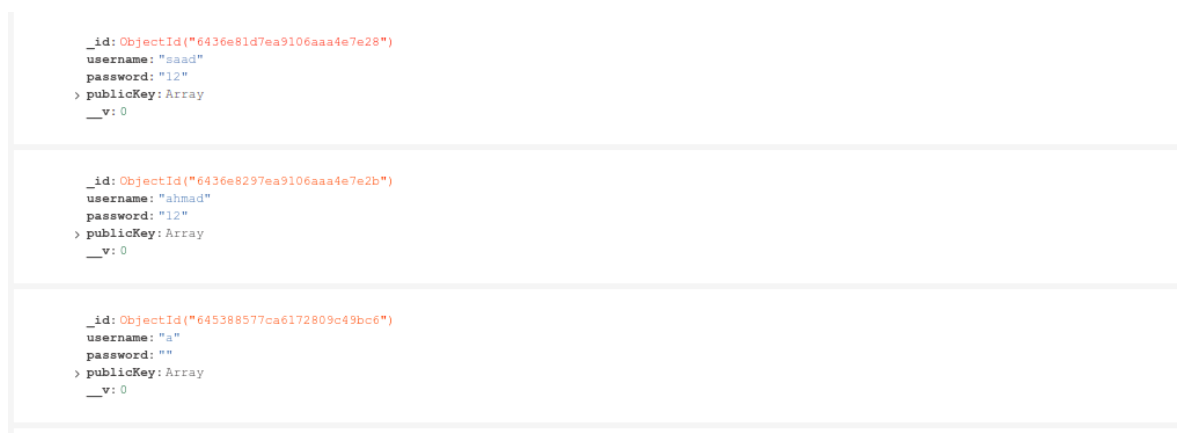 _id: ObjectId("6436e81d7ea9106aaa4e7e28")
username: "saad"
password: "12"
> publicKey: Array
__v: 0
_id: ObjectId("6436e8297ea9106aaa4e7e2b")
username: "ahmad"
password: "12"
> publicKey: Array
__v: 0
_id: ObjectId("645388577ca6172809c49bc6")
username: "a"
password: ""
> publicKey: Array
__v: 0